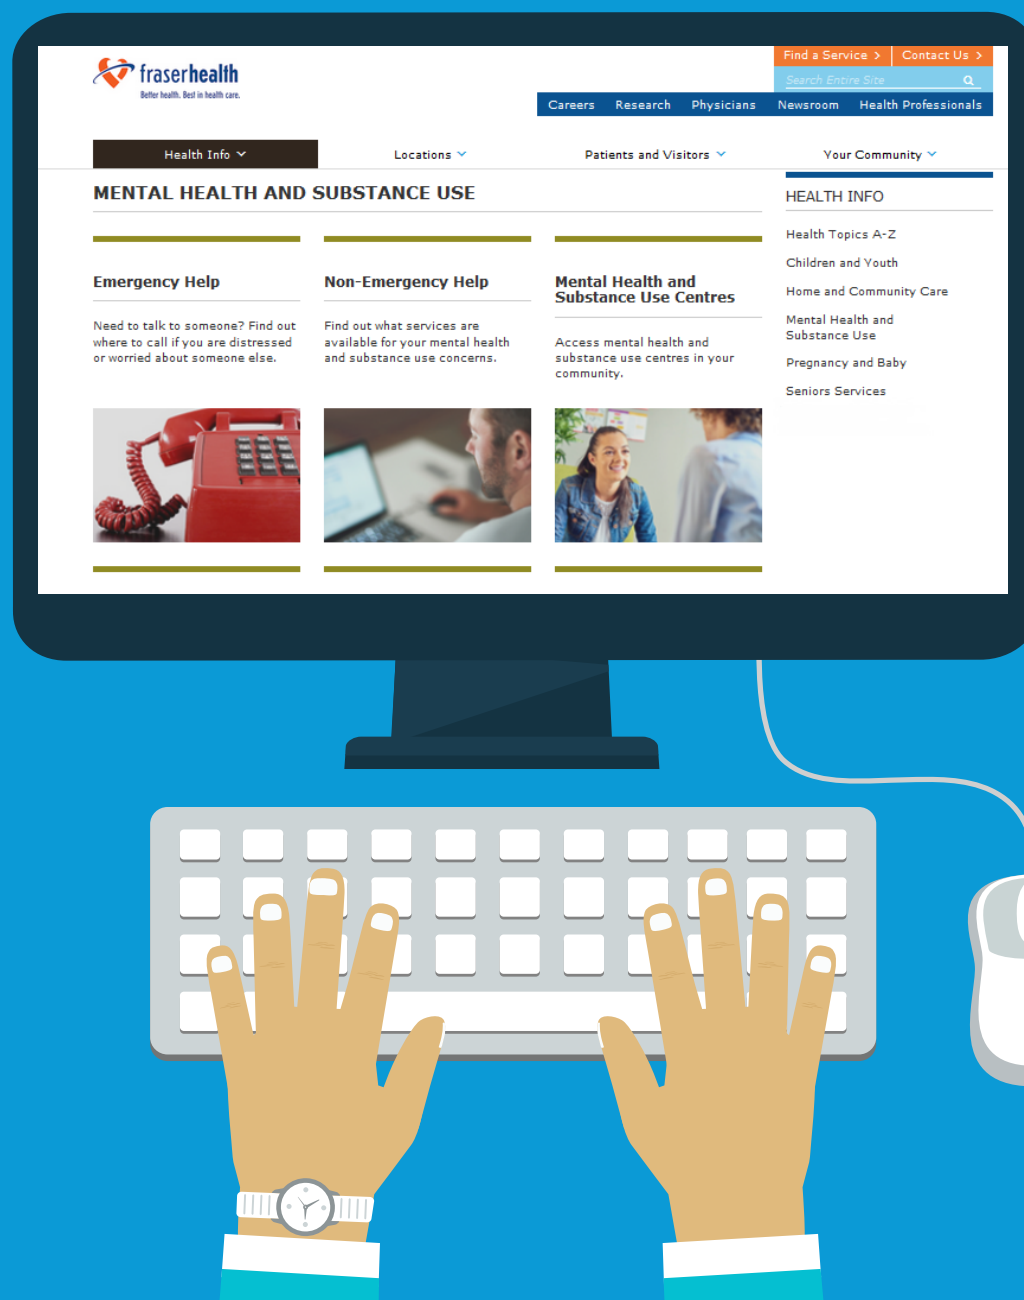 fraserhealth
Better health. Best in health care.
Find a Service >
Contact Us >
Search Entire Site
Careers Research Physicians Newsroom Health Professionals
Health Info
Locations
Patients and Visitors
Your Community
MENTAL HEALTH AND SUBSTANCE USE
Emergency Help
Need to talk to someone? Find out
where to call if you are distressed
or worried about someone else.
Non-Emergency Help
Find out what services are
available for your mental health
and substance use concerns.
Mental Health and
Substance Use Centres
Access mental health and
substance use centres in your
community.
HEALTH INFO
Health Topics A-Z
Children and Youth
Home and Community Care
Mental Health and
Substance Use
Pregnancy and Baby
Seniors Services